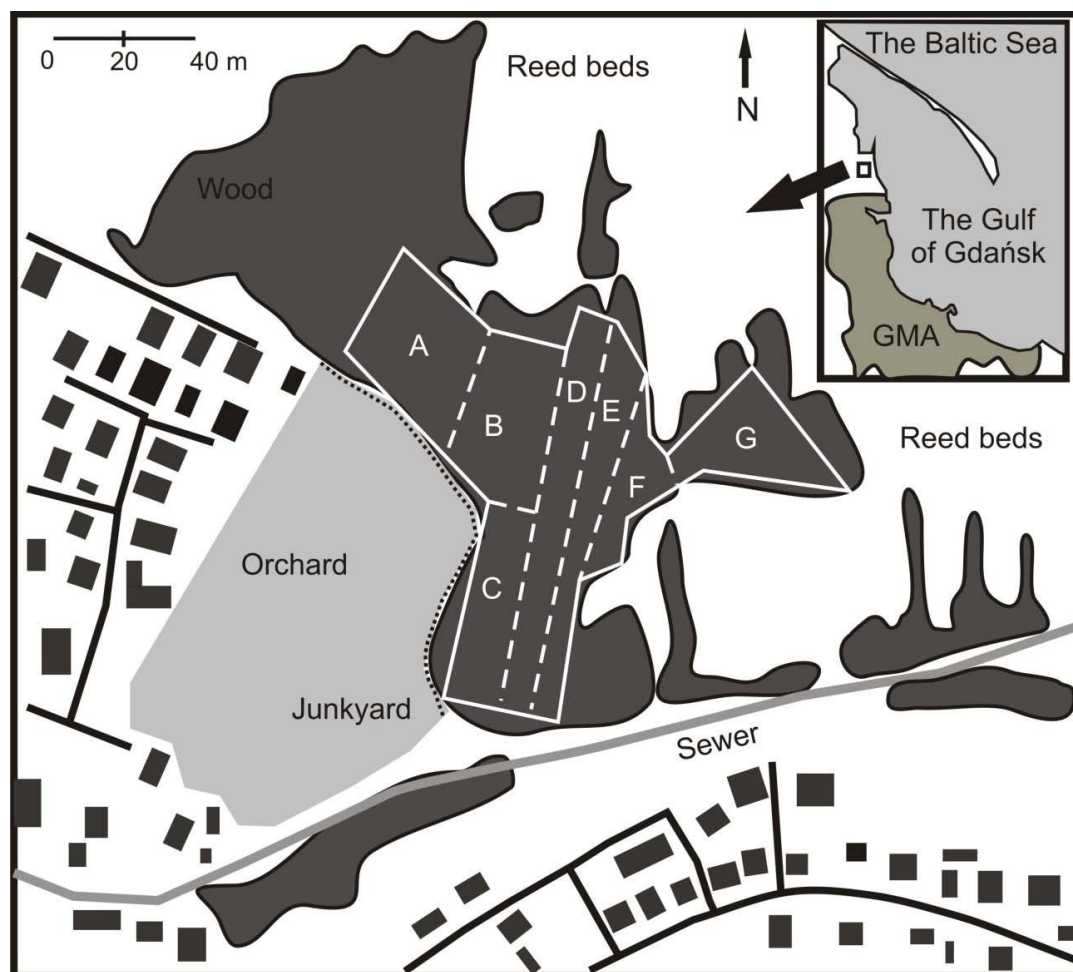 0 20 40 m
Reed beds
N
The Baltic Sea
The Gulf
of Gdańsk
GMA
Wood
A
B
C
D
E
F
G
Reed beds
Orchard
Junkyard
Sewer